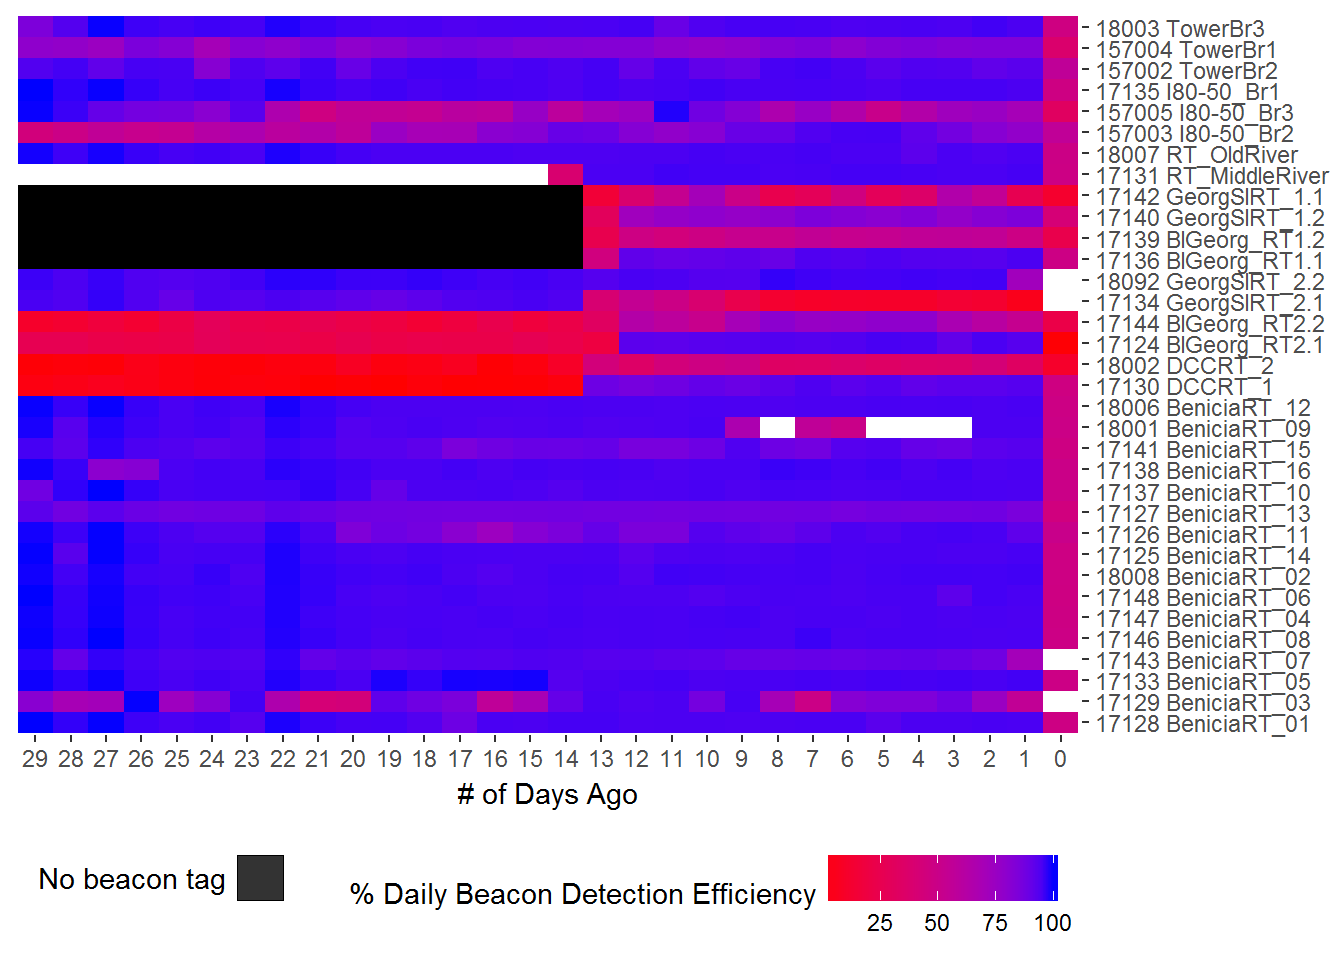 18003 TowerBr3
157004 TowerBr1
157002 TowerBr2
17135 I80-50_Br1
157005 I80-50_Br3
157003 I80-50_Br2
18007 RT_OldRiver
17131 RT_MiddleRiver
17142 GeorgSlRT_1.1
17140 GeorgSlRT_1.2
17139 BlGeorg_RT1.2
17136 BlGeorg_RT1.1
18092 GeorgSlRT_2.2
17134 GeorgSlRT_2.1
17144 BlGeorg_RT2.2
17124 BlGeorg_RT2.1
18002 DCCRT_2
17130 DCCRT_1
18006 BeniciaRT_12
18001 BeniciaRT_09
17141 BeniciaRT_15
17138 BeniciaRT_16
17137 BeniciaRT_10
17127 BeniciaRT_13
17126 BeniciaRT_11
17125 BeniciaRT_14
18008 BeniciaRT_02
17148 BeniciaRT_06
17147 BeniciaRT_04
17146 BeniciaRT_08
17143 BeniciaRT_07
17133 BeniciaRT_05
17129 BeniciaRT_03
17128 BeniciaRT_01
29 28 27 26 25 24 23 22 21 20 19 18 17 16 15 14 13 12 11 10 9 8 7 6 5 4 3 2 1 0
# of Days Ago
No beacon tag
% Daily Beacon Detection Efficiency
25 50 75 100